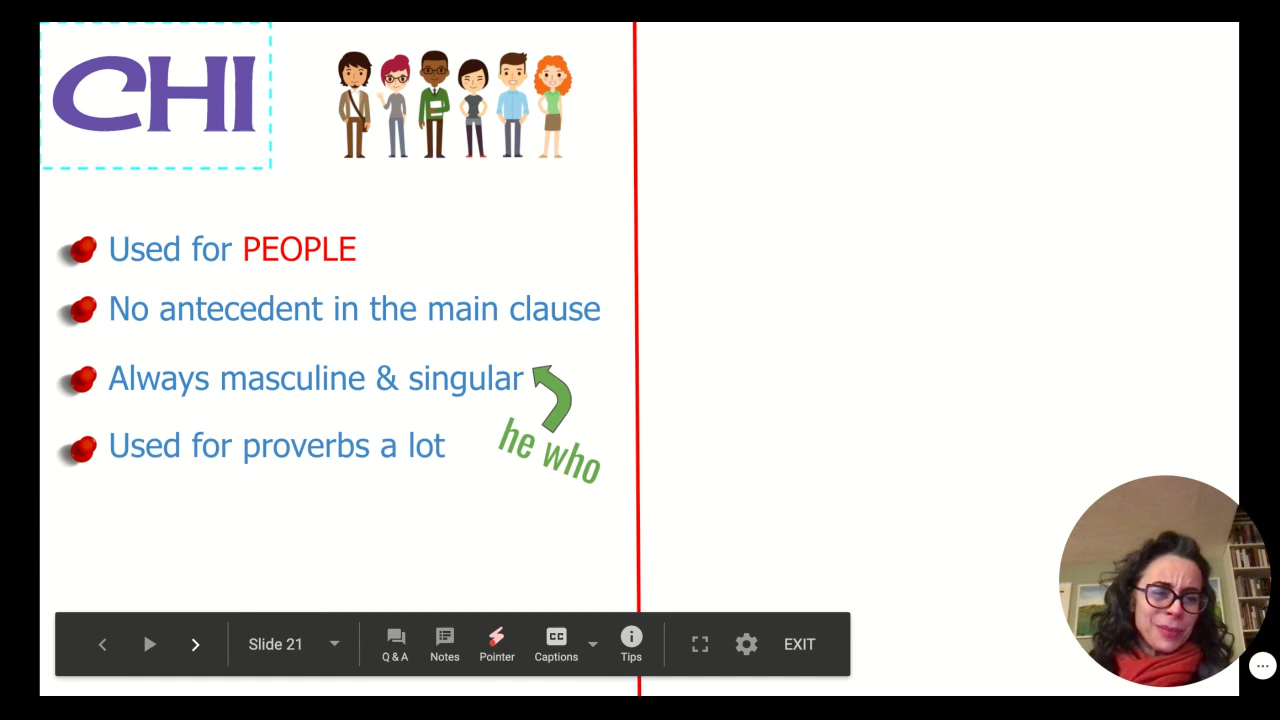 CHI
Used for PEOPLE
No antecedent in the main clause
Always masculine & singular
he who
Used for proverbs a lot
Slide 21
Q & A
Notes
Pointer
CC
Captions
Tips
EXIT